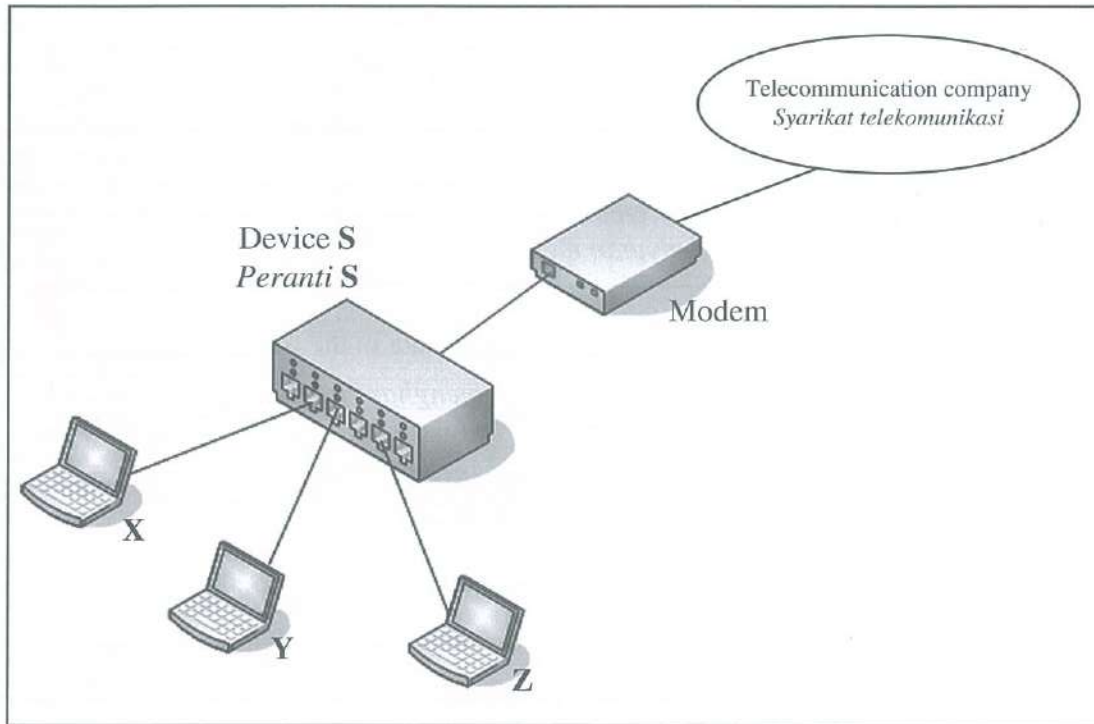 Telecommunication company
Syarikat telekomunikasi
Device S
Peranti S
Modem
X
Y
Z